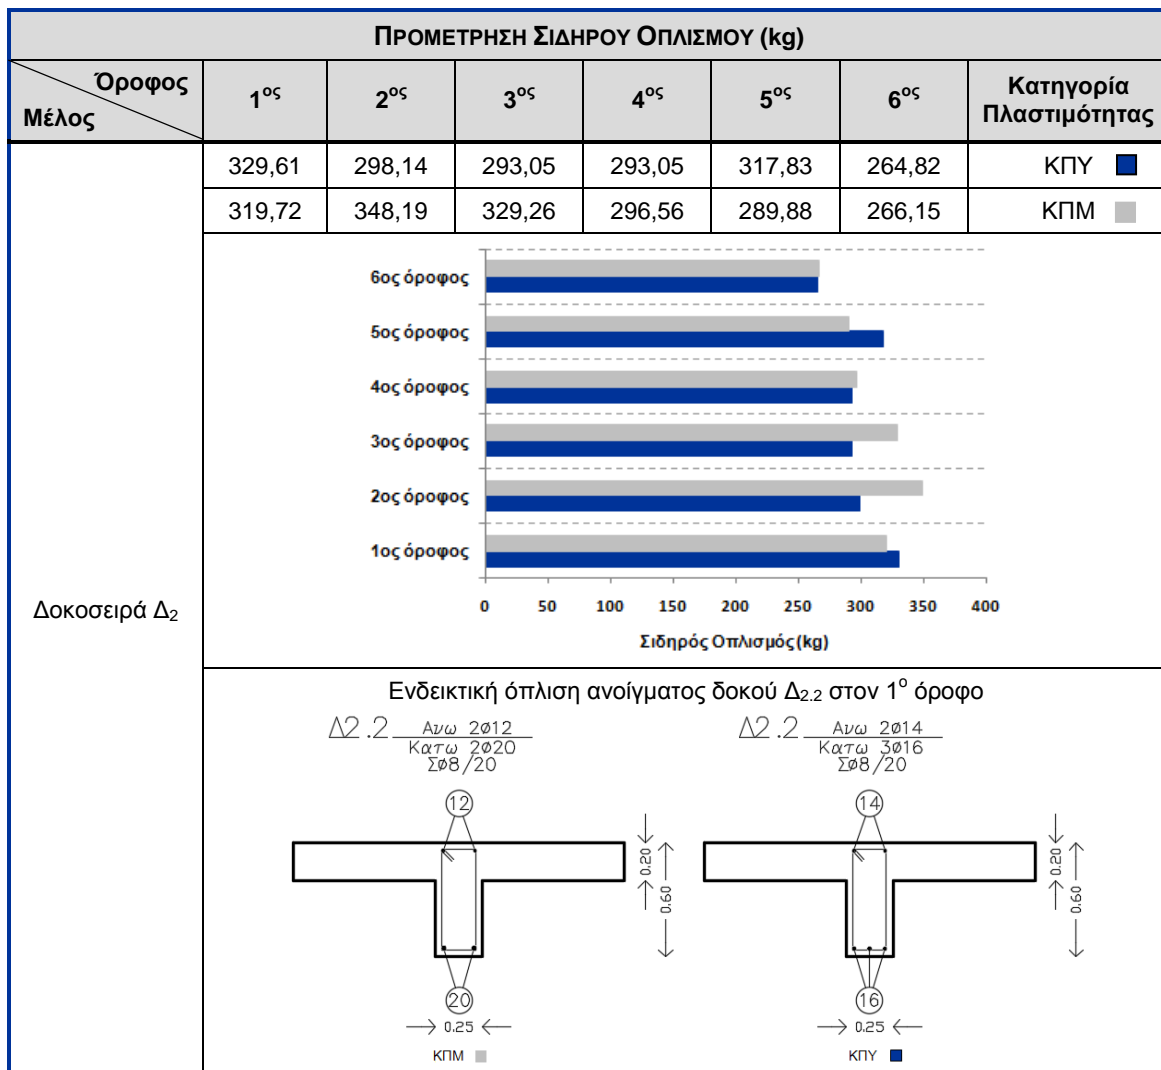 ΠΡΟΜΕΤΡΗΣΗ ΣΙΔΗΡΟΥ ΟΠΛΙΣΜΟΥ (kg)
Όροφος
Μέλος
1ος 2ος 3ος 4ος 5ος 6ος Κατηγορία Πλαστιμότητας
329,61 298,14 293,05 293,05 317,83 264,82 ΚΠΥ
319,72 348,19 329,26 296,56 289,88 266,15 ΚΠΜ
Δοκοσειρά Δ2
6ος όροφος
5ος όροφος
4ος όροφος
3ος όροφος
2ος όροφος
1ος όροφος
0 50 100 150 200 250 300 350 400
Σιδηρός Οπλισμός (kg)
Ενδεικτική όπλιση ανοίγματος δοκού Δ2.2 στον 1ο όροφο
Δ2.2 Ανω 2ø12
Κατω 2ø20
Σø8/20
12
0.20
0.60
20
0.25
ΚΠΜ
Δ2.2 Ανω 2ø14
Κατω 3ø16
Σø8/20
14
0.20
0.60
16
0.25
ΚΠΥ